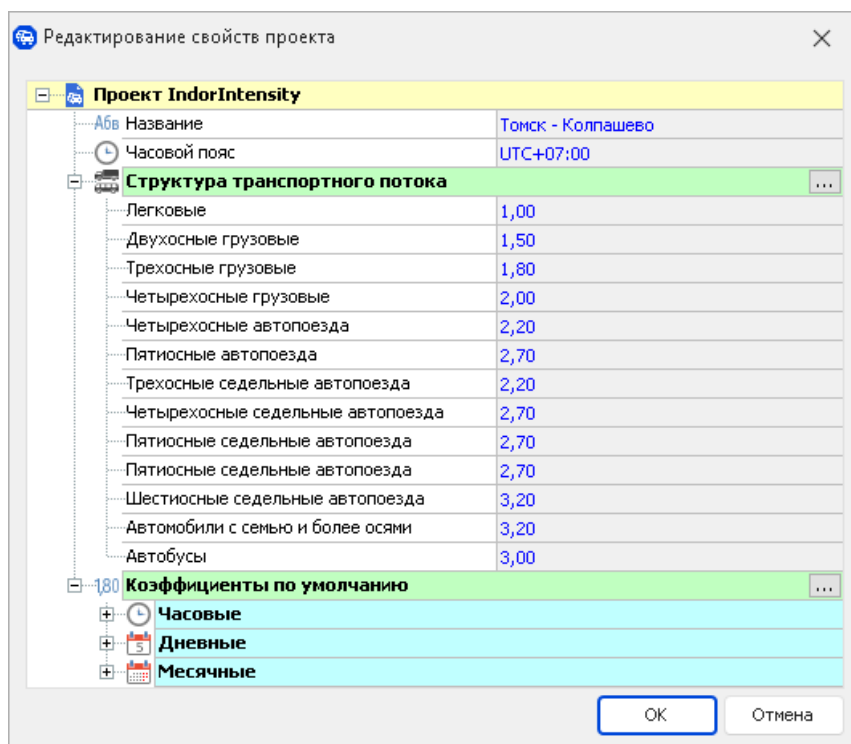 Редактирование свойств проекта
Проект IndorIntensity
Абв Название Томск - Колпашево
Часовой пояс UTC+07:00
Структура транспортного потока ...
Легковые 1,00
Двухосные грузовые 1,50
Трехосные грузовые 1,80
Четырехосные грузовые 2,00
Четырехосные автопоезда 2,20
Пятиосные автопоезда 2,70
Трехосные седельные автопоезда 2,20
Четырехосные седельные автопоезда 2,70
Пятиосные седельные автопоезда 2,70
Пятиосные седельные автопоезда 2,70
Шестиосные седельные автопоезда 3,20
Автомобили с семью и более осями 3,20
Автобусы 3,00
1,80 Коэффициенты по умолчанию ...
Часовые
5 Дневные
Месячные
OK Отмена